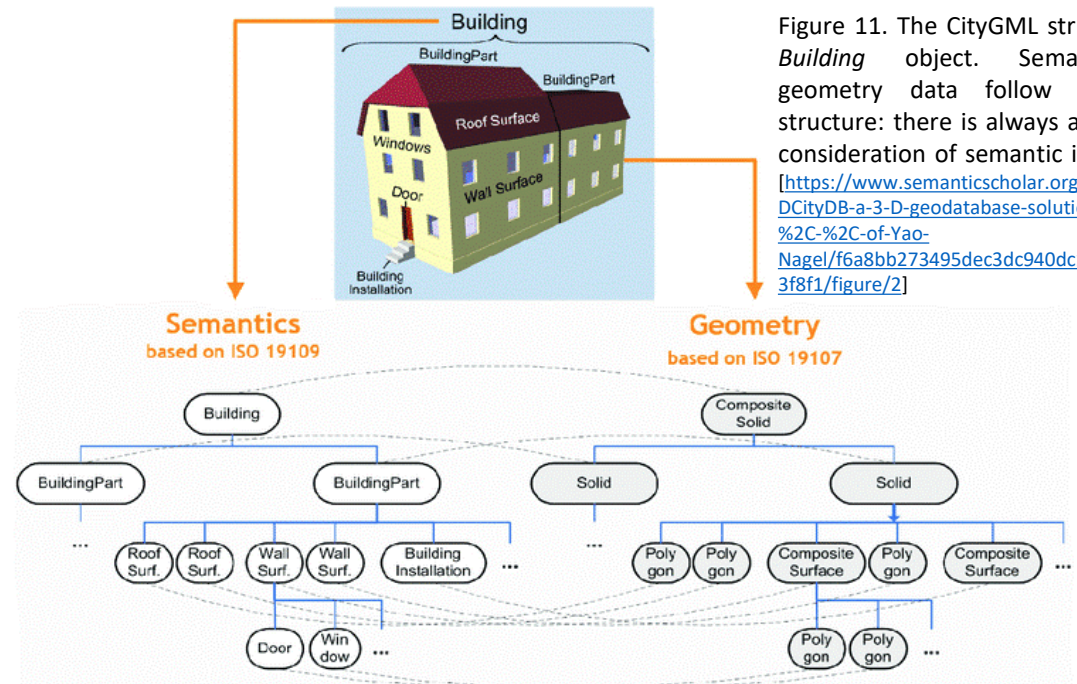 Building
BuildingPart
BuildingPart
Roof Surface
Windows
Wall Surface
Door
Building
Installation
Figure 11. The CityGML str
Building object. Sema
geometry data follow
structure: there is always a
consideration of semantic i
[https://www.semanticscholar.org
DCityDB-a-3-D-geodatabase-soluti
%2C-%2C-of-Yao-
Nagel/f6a8bb273495dec3dc940dc
3f8f1/figure/2]
Semantics
based on ISO 19109
Geometry
based on ISO 19107
Building
Composite
Solid
BuildingPart
BuildingPart
Solid
Solid
...
Roof
Surf.
Roof
Surf.
Wall
Surf.
Wall
Surf.
Building
Installation
...
...
Poly
gon
Poly
gon
Composite
Surface
Poly
gon
Composite
Surface
...
Door
Win
dow
...
Poly
gon
Poly
gon
...